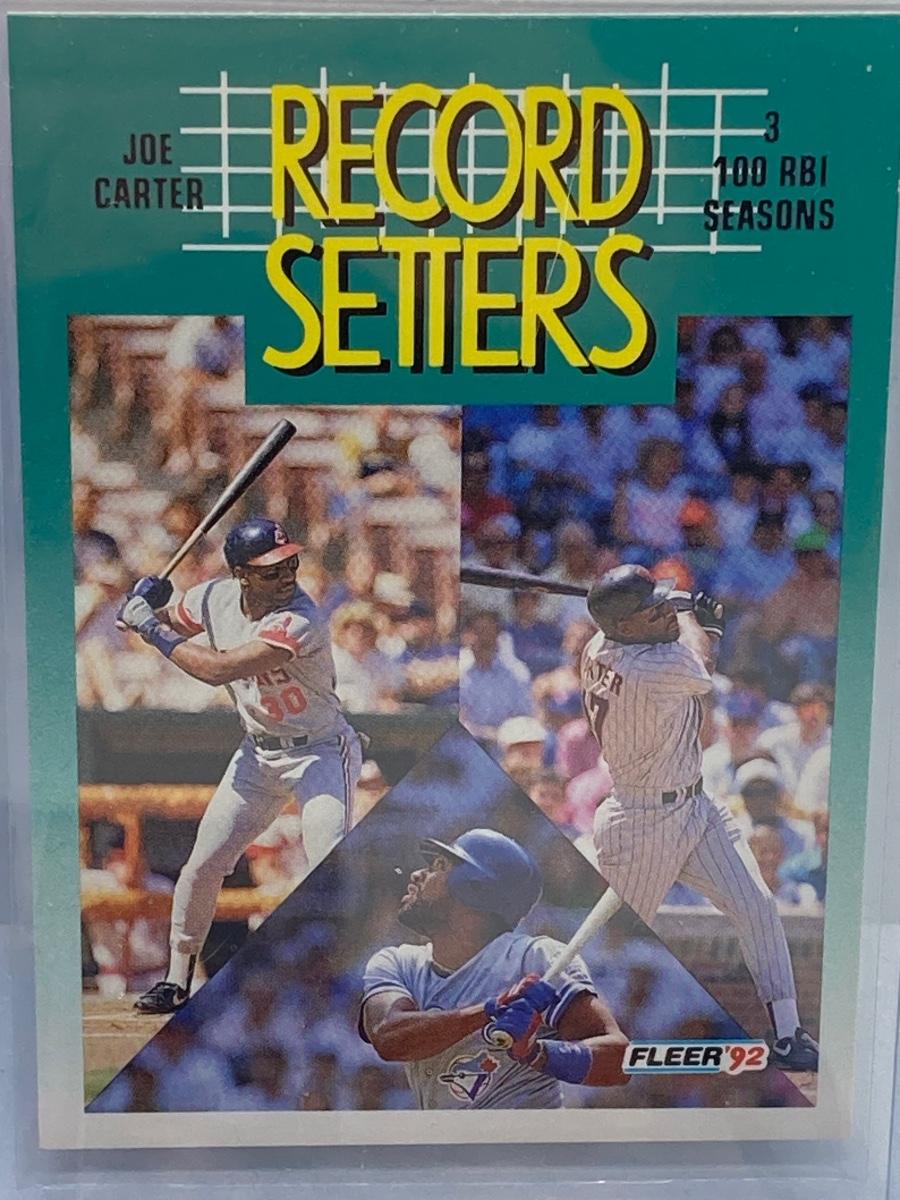 JOE
CARTER
RECORD
SETTERS
3
100 RBI
SEASONS
30
FLEER '92